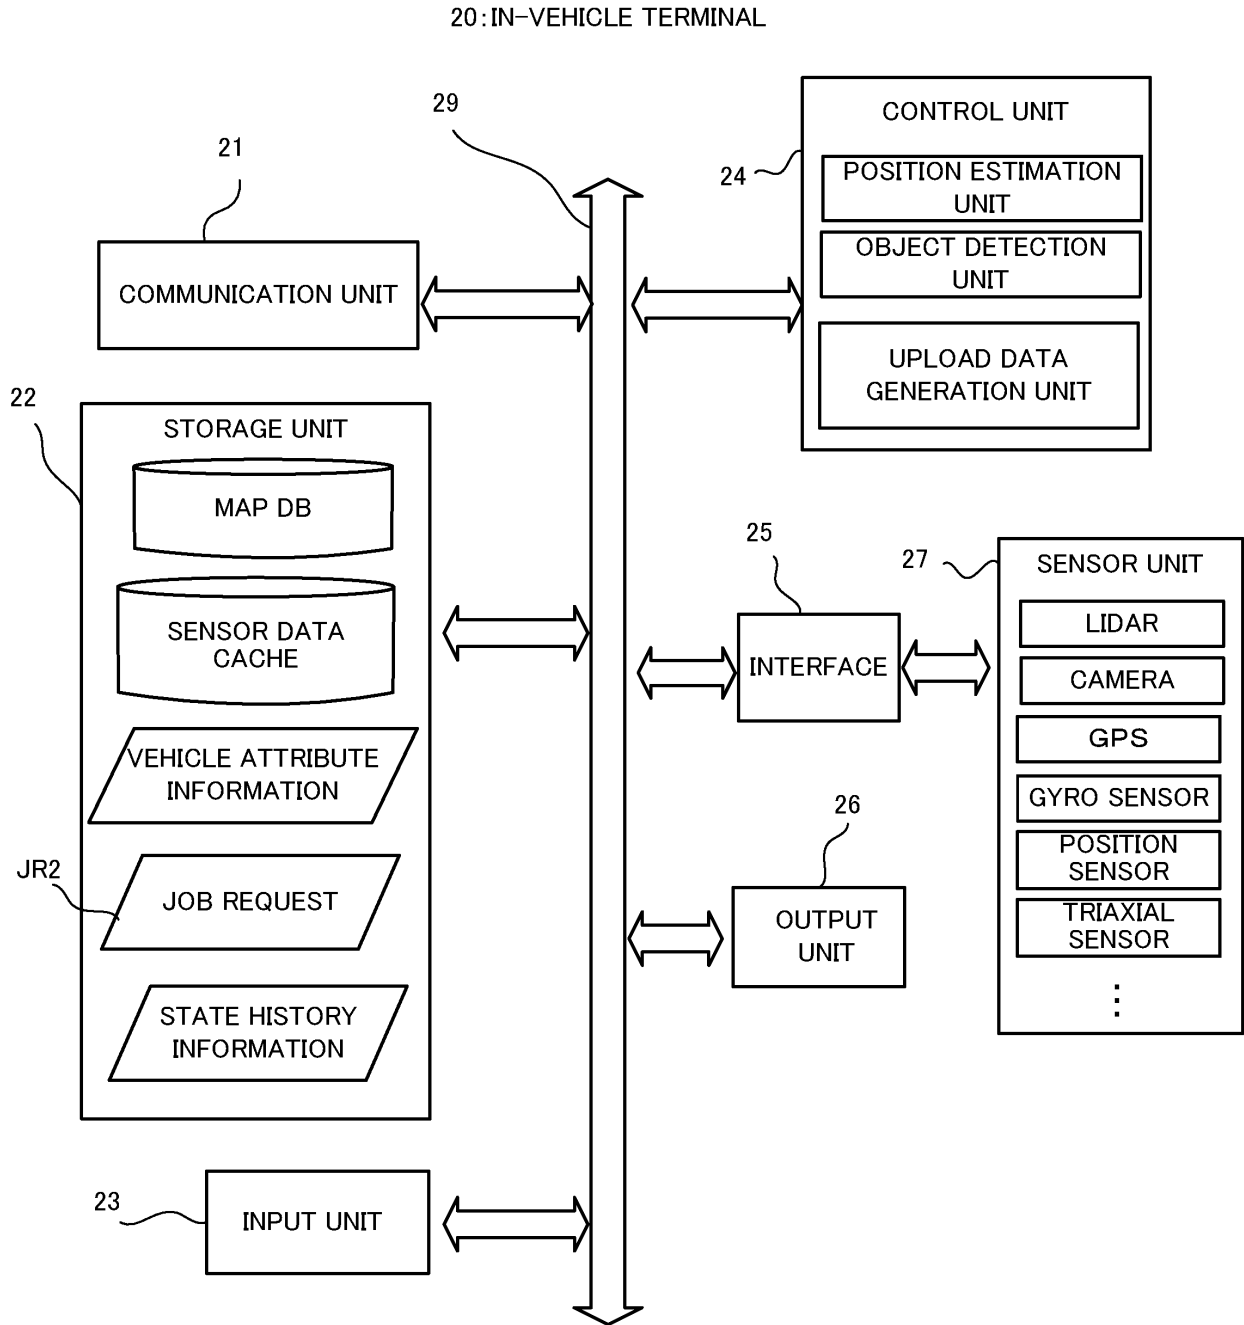 20:IN-VEHICLE TERMINAL
29
21
COMMUNICATION UNIT
24
CONTROL UNIT
POSITION ESTIMATION
UNIT
OBJECT DETECTION
UNIT
UPLOAD DATA
GENERATION UNIT
22
STORAGE UNIT
MAP DB
SENSOR DATA
CACHE
VEHICLE ATTRIBUTE
INFORMATION
JR2
JOB REQUEST
STATE HISTORY
INFORMATION
25
INTERFACE
27
SENSOR UNIT
LIDAR
CAMERA
GPS
GYRO SENSOR
POSITION
SENSOR
TRIAXIAL
SENSOR
⋮
26
OUTPUT
UNIT
23
INPUT UNIT